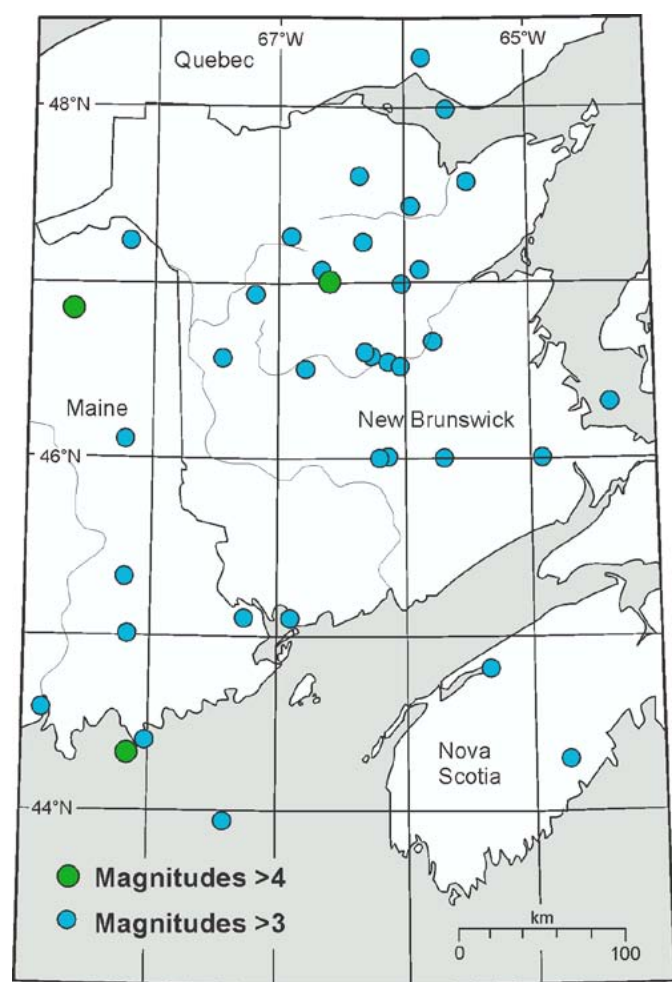 67°W 65°W
Quebec
48°N
Maine
New Brunswick
46°N
Nova
Scotia
44°N
Magnitudes >4
Magnitudes >3
km
0 100